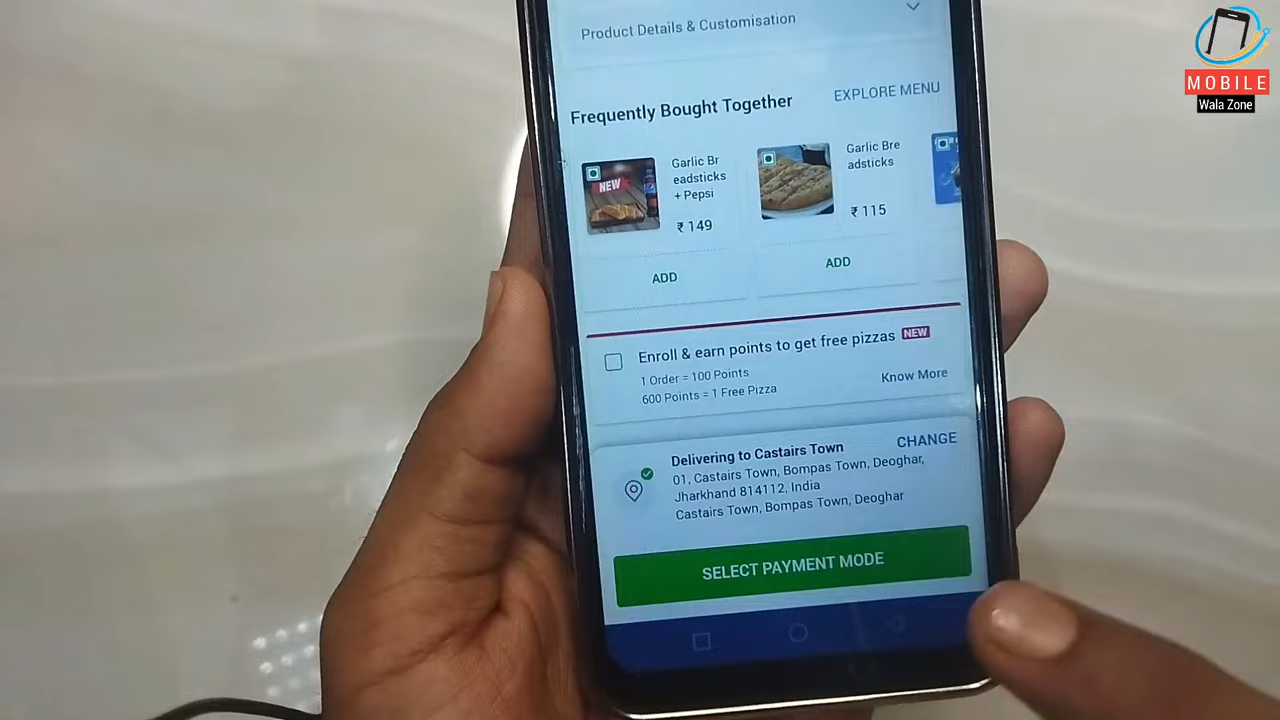 Product Details & Customisation
Frequently Bought Together
EXPLORE MENU
NEW
Garlic Br
eadsticks
+ Pepsi
₹ 149
ADD
Garlic Bre
adsticks
₹ 115
ADD
Enroll & earn points to get free pizzas NEW
1 Order = 100 Points
600 Points = 1 Free Pizza
Know More
Delivering to Castairs Town
CHANGE
01, Castairs Town, Bompas Town, Deoghar,
Jharkhand 814112, India
Castairs Town, Bompas Town, Deoghar
SELECT PAYMENT MODE
MOBILE
Wala Zone